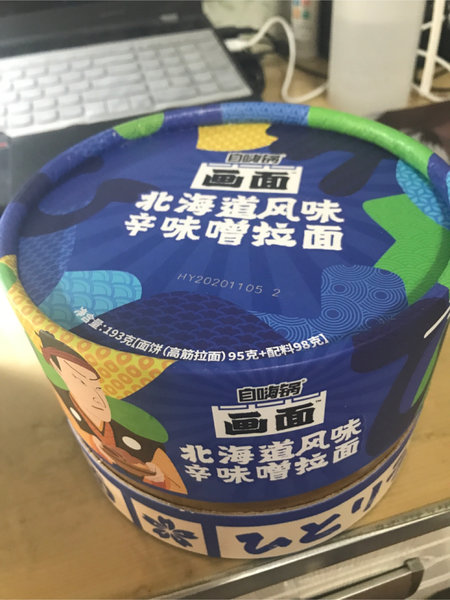 自嗨锅
画面
北海道风味
辛味噌拉面
HY20201105 2
净含量:193克[面饼(高筋拉面)95克+配料98克]
自嗨锅
画面
北海道风味
辛味噌拉面
ひとり